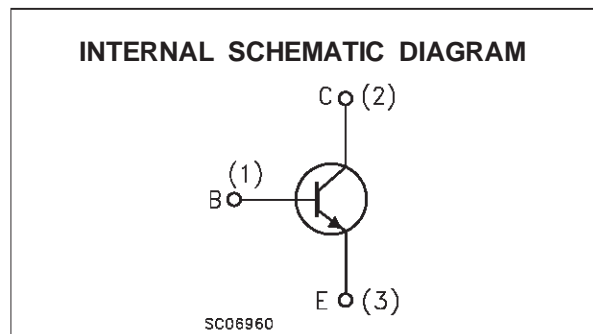 INTERNAL SCHEMATIC DIAGRAM
C (2)
(1)
B
E (3)
SC06960